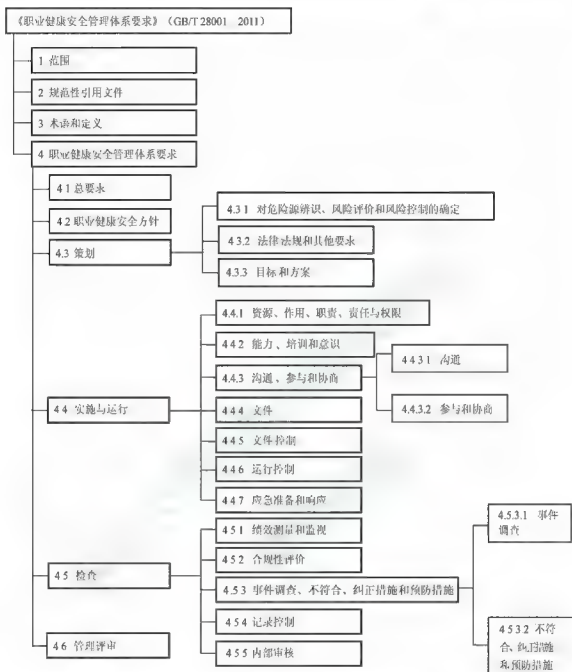 《职业健康安全管理体系要求》（GB/T 28001 2011）
1 范围
2 规范性引用文件
3 术语和定义
4 职业健康安全管理体系要求
4 1 总要求
4.2 职业健康安全方针
4.3 策划
4.3 1 对危险源辨识、风险评价和风险控制的确定
4.3.2 法律法规和其他要求
4.3.3 目标和方案
4 4 实施与运行
4.4.1 资源、作用、职责、责任与权限
4 4 2 能力、培训和意识
4.4.3 沟通、参与和协商
4 4 3 1 沟通
4.4.3.2 参与和协商
4 4 4 文件
4 4 5 文件控制
4 4 6 运行控制
4 4 7 应急准备和响应
4 5 检查
4 5 1 绩效测量和监视
4 5 2 合规性评价
4.5 3 事件调查、不符合、纠正措施和预防措施
4.5.3.1 事件
调查
4 5 3 2 不符
合、纠正措施
和预防措施
4 5 4 记录控制
4 5 5 内部审核
4 6 管理评审